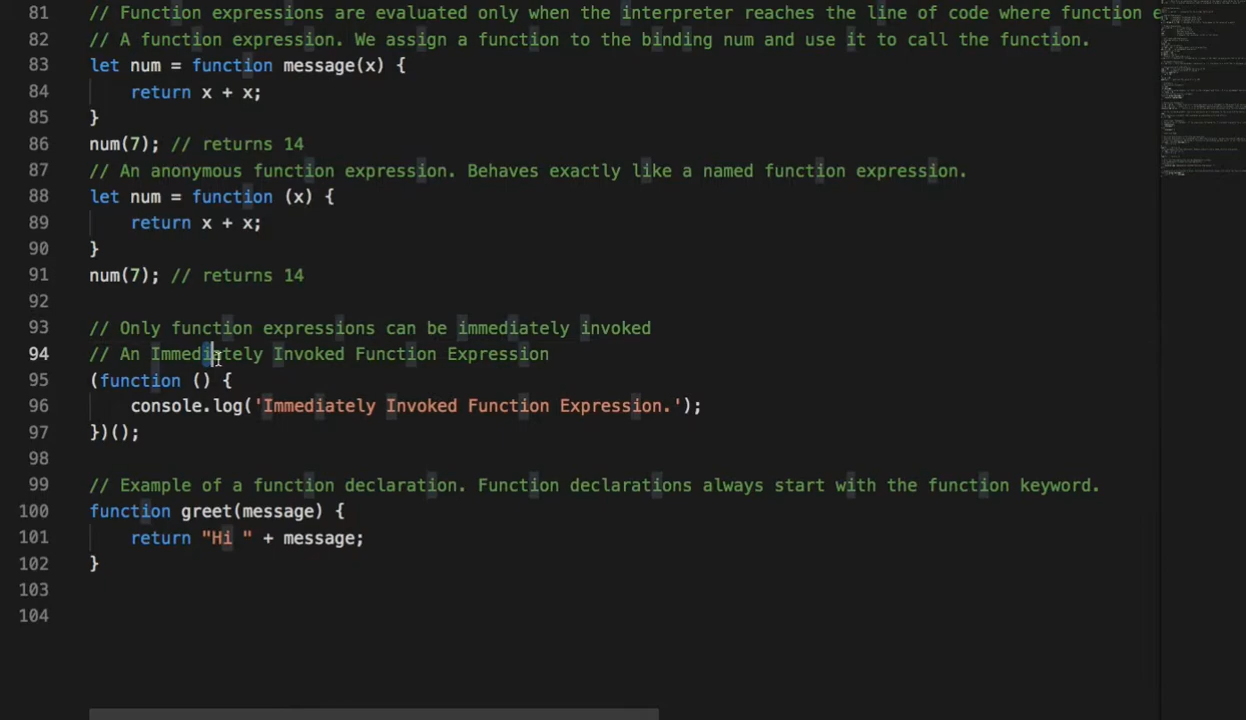 81 // Function expressions are evaluated only when the interpreter reaches the line of code where function e
82 // A function expression. We assign a function to the binding num and use it to call the function.
83 let num = function message(x) {
84 return x + x;
85 }
86 num(7); // returns 14
87 // An anonymous function expression. Behaves exactly like a named function expression.
88 let num = function (x) {
89 return x + x;
90 }
91 num(7); // returns 14
92
93 // Only function expressions can be immediately invoked
94 // An Immediately Invoked Function Expression
95 (function () {
96 console.log('Immediately Invoked Function Expression.');
97 })();
98
99 // Example of a function declaration. Function declarations always start with the function keyword.
100 function greet(message) {
101 return "Hi " + message;
102 }
103
104